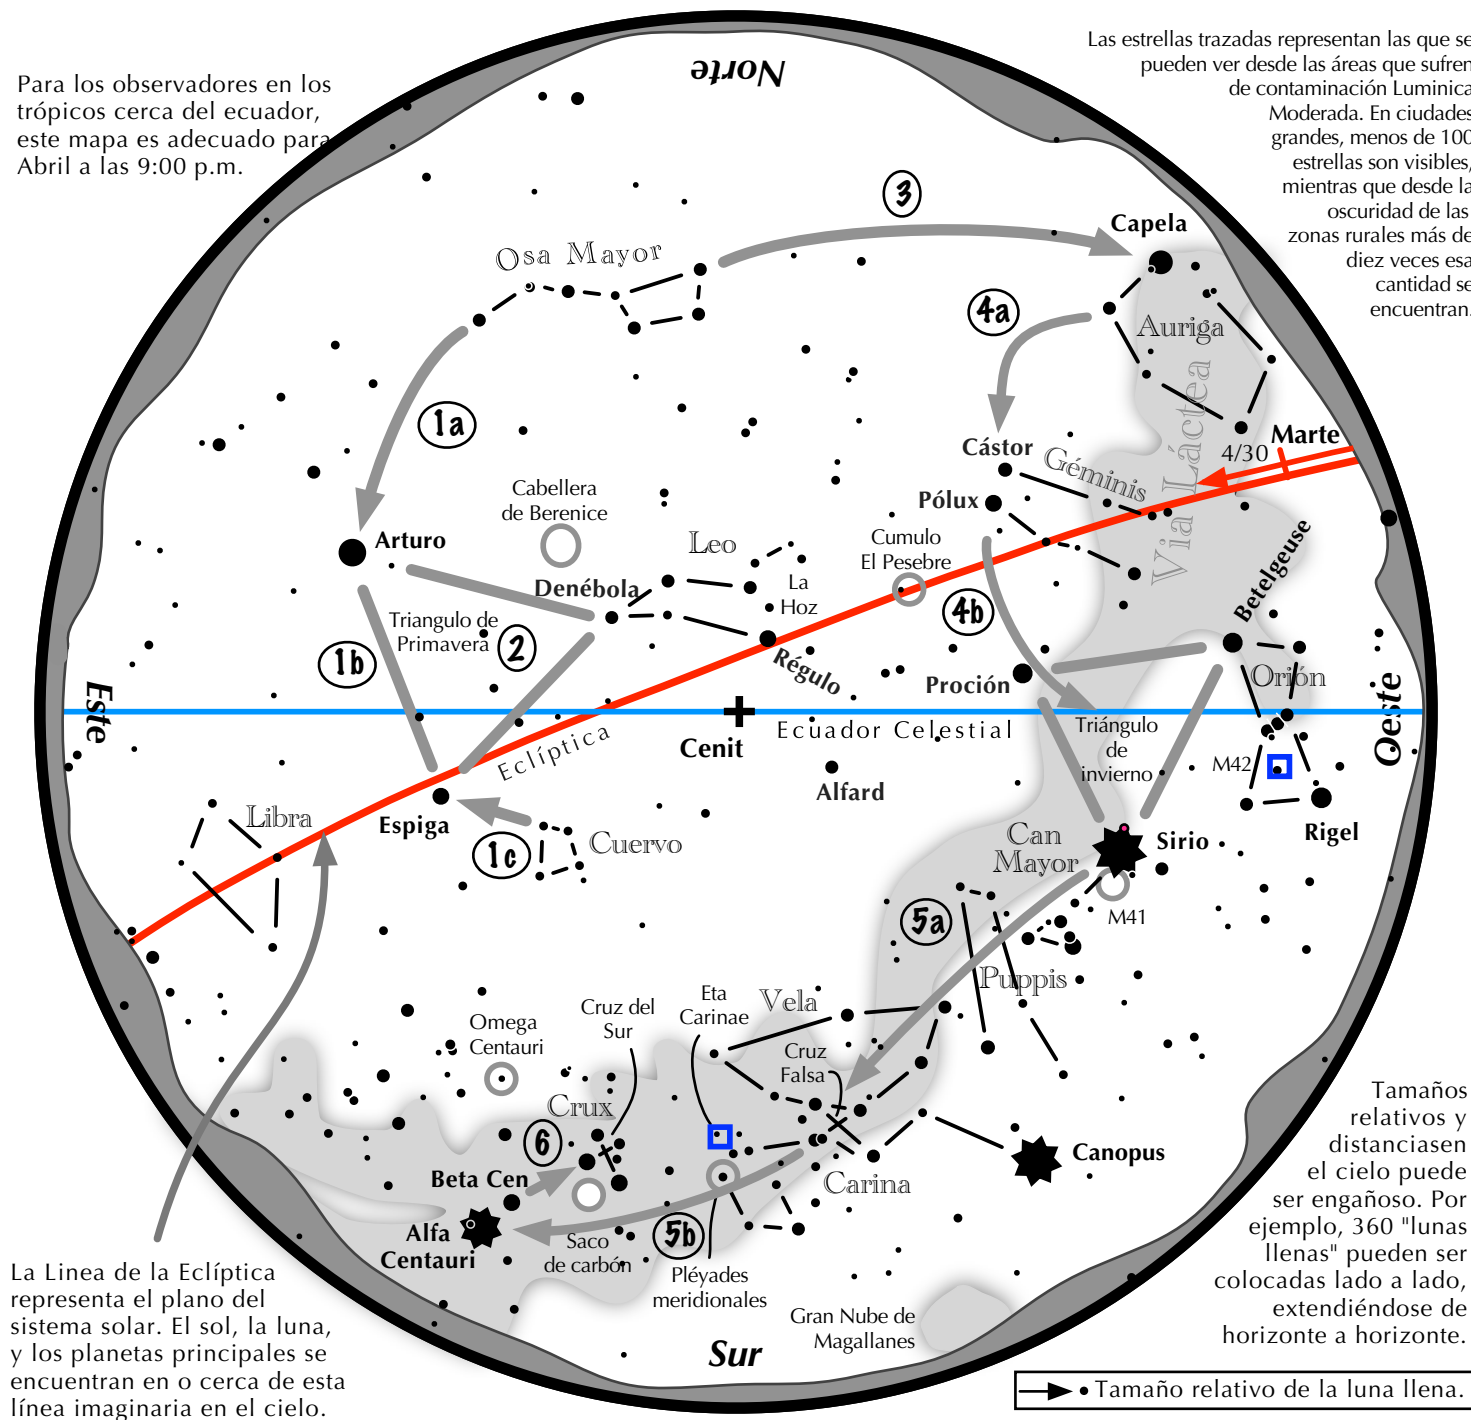 Para los observadores en los
trópicos cerca del ecuador,
este mapa es adecuado para
Abril a las 9:00 p.m.
Norte
Las estrellas trazadas representan las que se
pueden ver desde las áreas que sufren
de contaminación Luminica
Moderada. En ciudades
grandes, menos de 100
estrellas son visibles,
mientras que desde la
oscuridad de las
zonas rurales más de
diez veces esa
cantidad se
encuentran.
3
Capela
Osa Mayor
4a
Auriga
Via Láctea
1a
Marte
4/30
Cástor
Géminis
Pólux
Cabellera
de Berenice
Arturo
Leo
Cumulo
El Pesebre
Denébola
La
Hoz
Betelgeuse
4b
Triangulo de
Primavera
2
1b
Régulo
Proción
Orión
Este
Oeste
Cenit
Ecuador Celestial
Triángulo
de
invierno
Eclíptica
M42
Alfard
Libra
Espiga
Rigel
Cuervo
1c
Can
Mayor
Sirio
M41
5a
Puppis
Vela
Eta
Carinae
Cruz del
Sur
Omega
Centauri
Cruz
Falsa
Crux
6
Canopus
Beta Cen
Carina
Alfa
Centauri
5b
Saco
de carbón
Pléyades
meridionales
Gran Nube de
Magallanes
Sur
La Linea de la Eclíptica
representa el plano del
sistema solar. El sol, la luna,
y los planetas principales se
encuentran en o cerca de esta
línea imaginaria en el cielo.
Tamaños
relativos y
distanciasen
el cielo puede
ser engañoso. Por
ejemplo, 360 "lunas
llenas" pueden ser
colocadas lado a lado,
extendiéndose de
horizonte a horizonte.
Tamaño relativo de la luna llena.